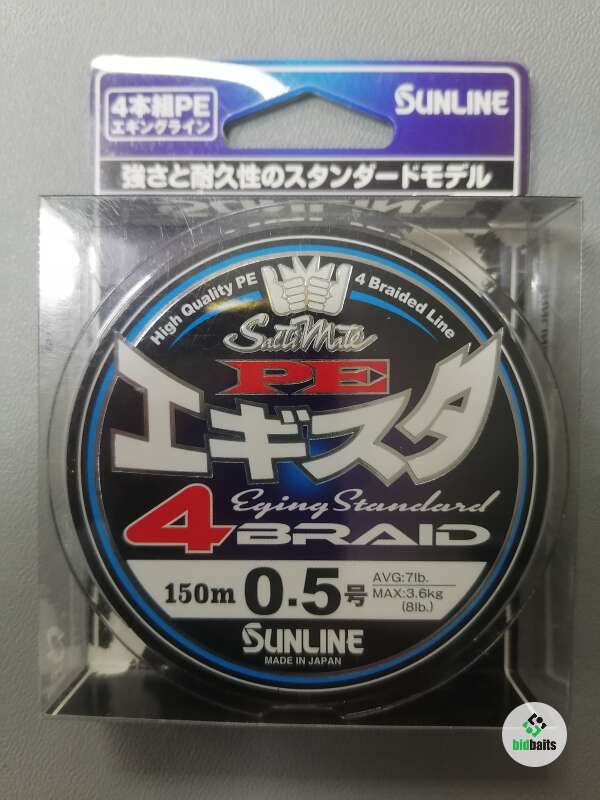 4本組PE
エギングライン
SUNLINE
強さと耐久性のスタンダードモデル
High Quality PE
4 Braided Line
SaltiMate
PE
エギスタ
Eging Standard
4BRAID
150m 0.5号
AVG:7lb.
MAX:3.6kg
(8lb.)
SUNLINE
MADE IN JAPAN
bidbaits